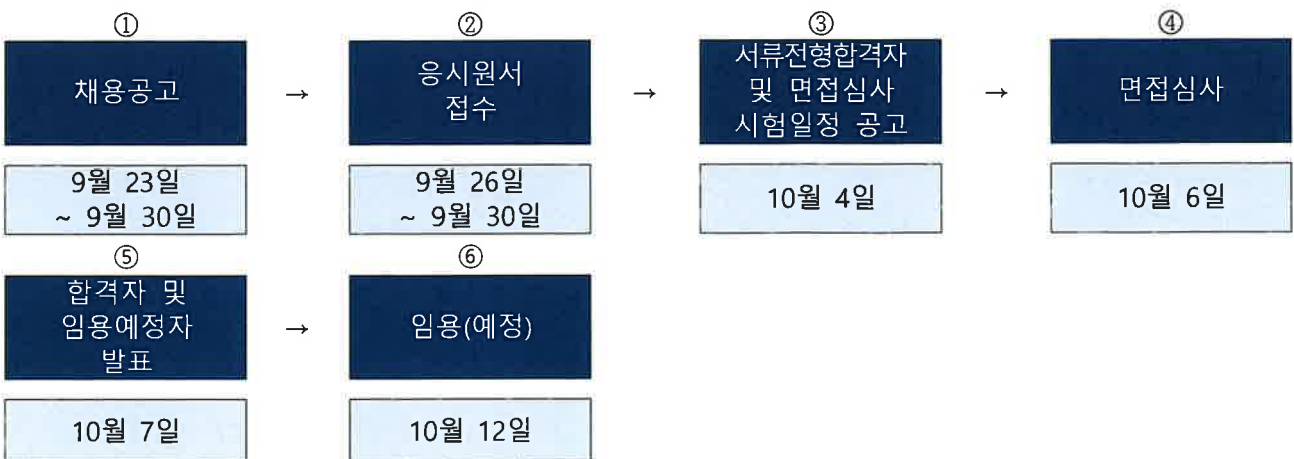 ①
채용공고
9월 23일
~ 9월 30일
→
②
응시원서
접수
9월 26일
~ 9월 30일
→
③
서류전형합격자
및 면접심사
시험일정 공고
10월 4일
→
④
면접심사
10월 6일
⑤
합격자 및
임용예정자
발표
10월 7일
→
⑥
임용(예정)
10월 12일